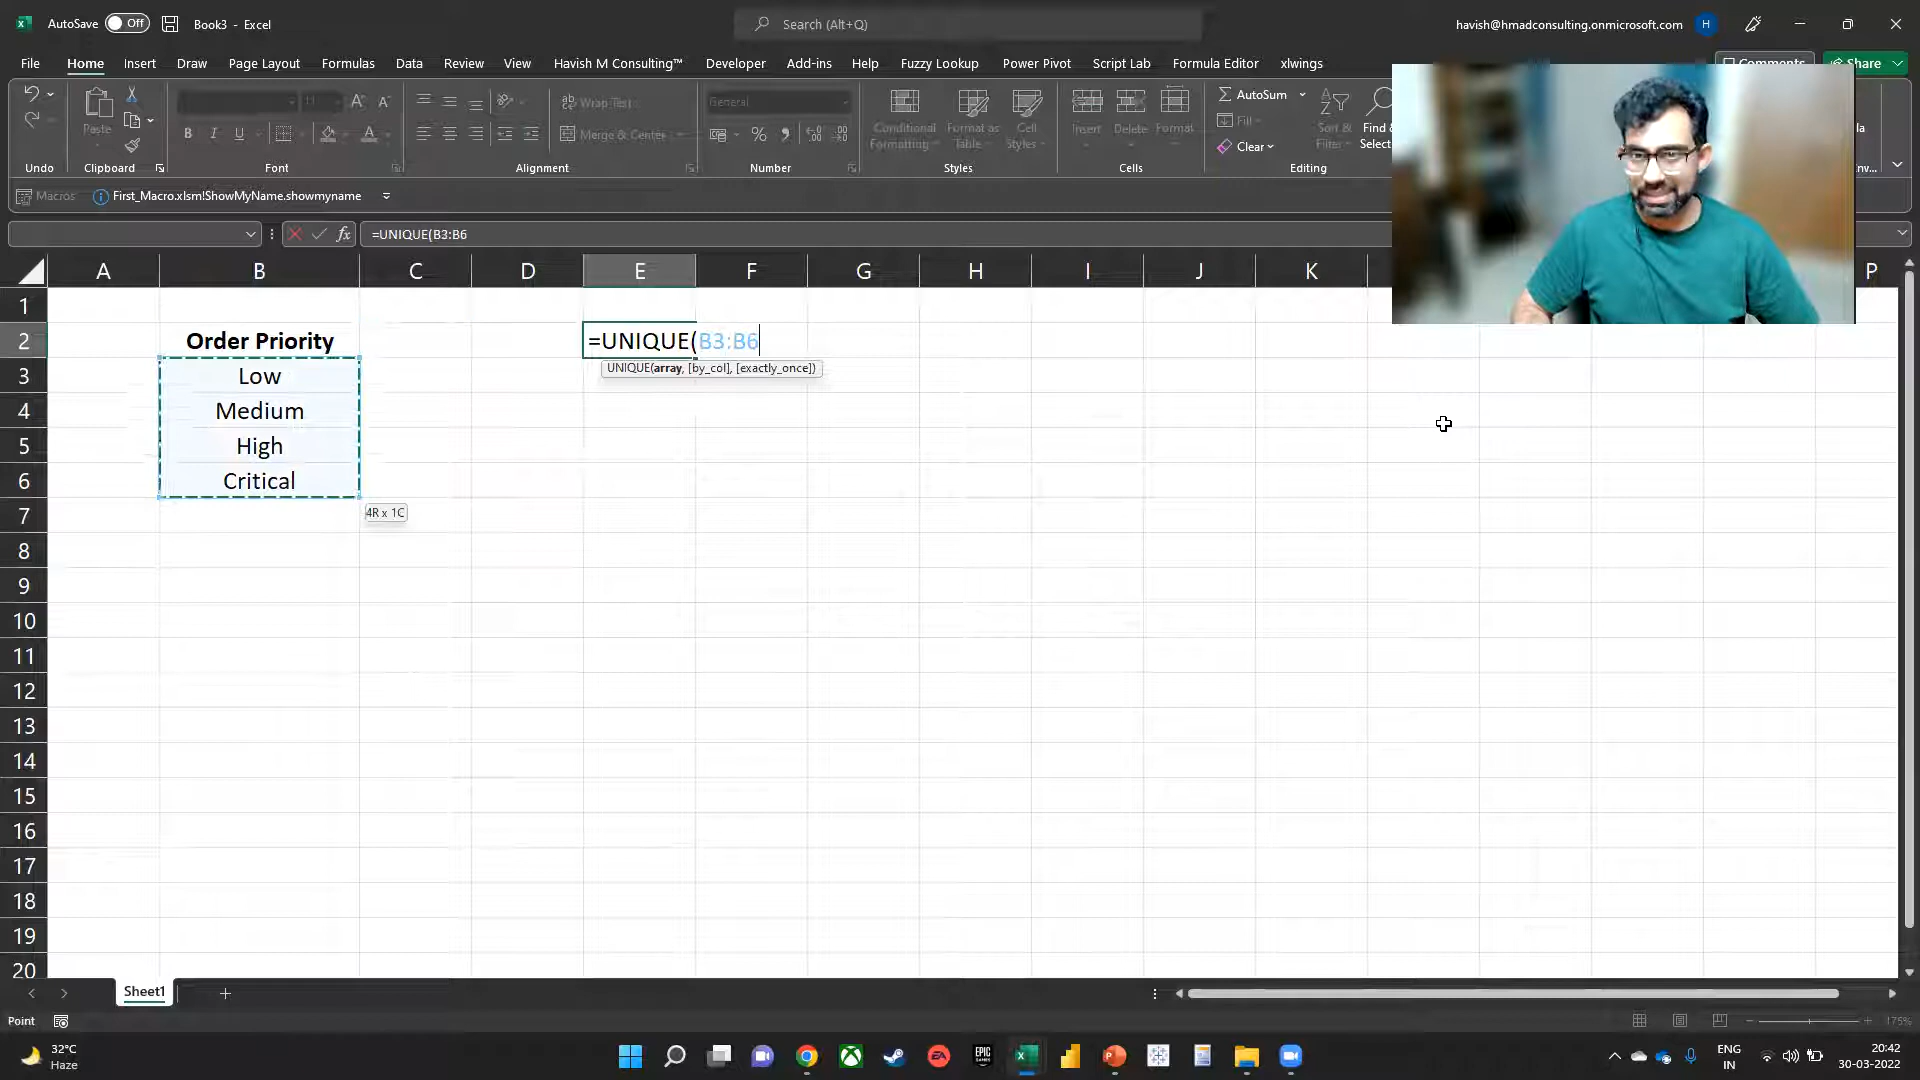 AutoSave Off Book3 - Excel Search (Alt+Q) havish@hmadconsulting.onmicrosoft.com H
File Home Insert Draw Page Layout Formulas Data Review View Havish M Consulting™ Developer Add-ins Help Fuzzy Lookup Power Pivot Script Lab Formula Editor xlwings Comments Share
Paste B I U A A A Wrap Text Merge & Center General % Conditional Formatting Format as Table Cell Styles Insert Delete Format AutoSum Fill Clear Sort & Filter Find & Select
Undo Clipboard Font Alignment Number Styles Cells Editing
Macros First_Macro.xlsm!ShowMyName.showmyname
fx =UNIQUE(B3:B6
A B C D E F G H I J K P
1
2 Order Priority =UNIQUE(B3:B6
UNIQUE(array, [by_col], [exactly_once])
3 Low
4 Medium
5 High
6 Critical
7 4R x 1C
8
9
10
11
12
13
14
15
16
17
18
19
20
Sheet1
Point 175%
32°C
Haze
ENG
IN
20:42
30-03-2022